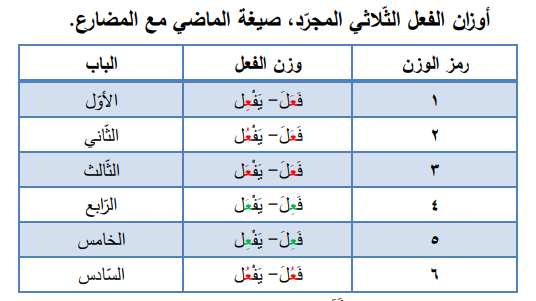 أوزان الفعل الثّلاثي المجرّد، صيغة الماضي مع المضارع.
رمز الوزن	وزن الفعل	الباب
١	فَعَلَ – يَفْعِل	الأوّل
٢	فَعَلَ – يَفْعُل	الثّاني
٣	فَعَلَ – يَفْعَل	الثّالث
٤	فَعِلَ – يَفْعَل	الرّابع
٥	فَعِلَ – يَفْعِل	الخامس
٦	فَعُلَ – يَفْعُل	السّادس